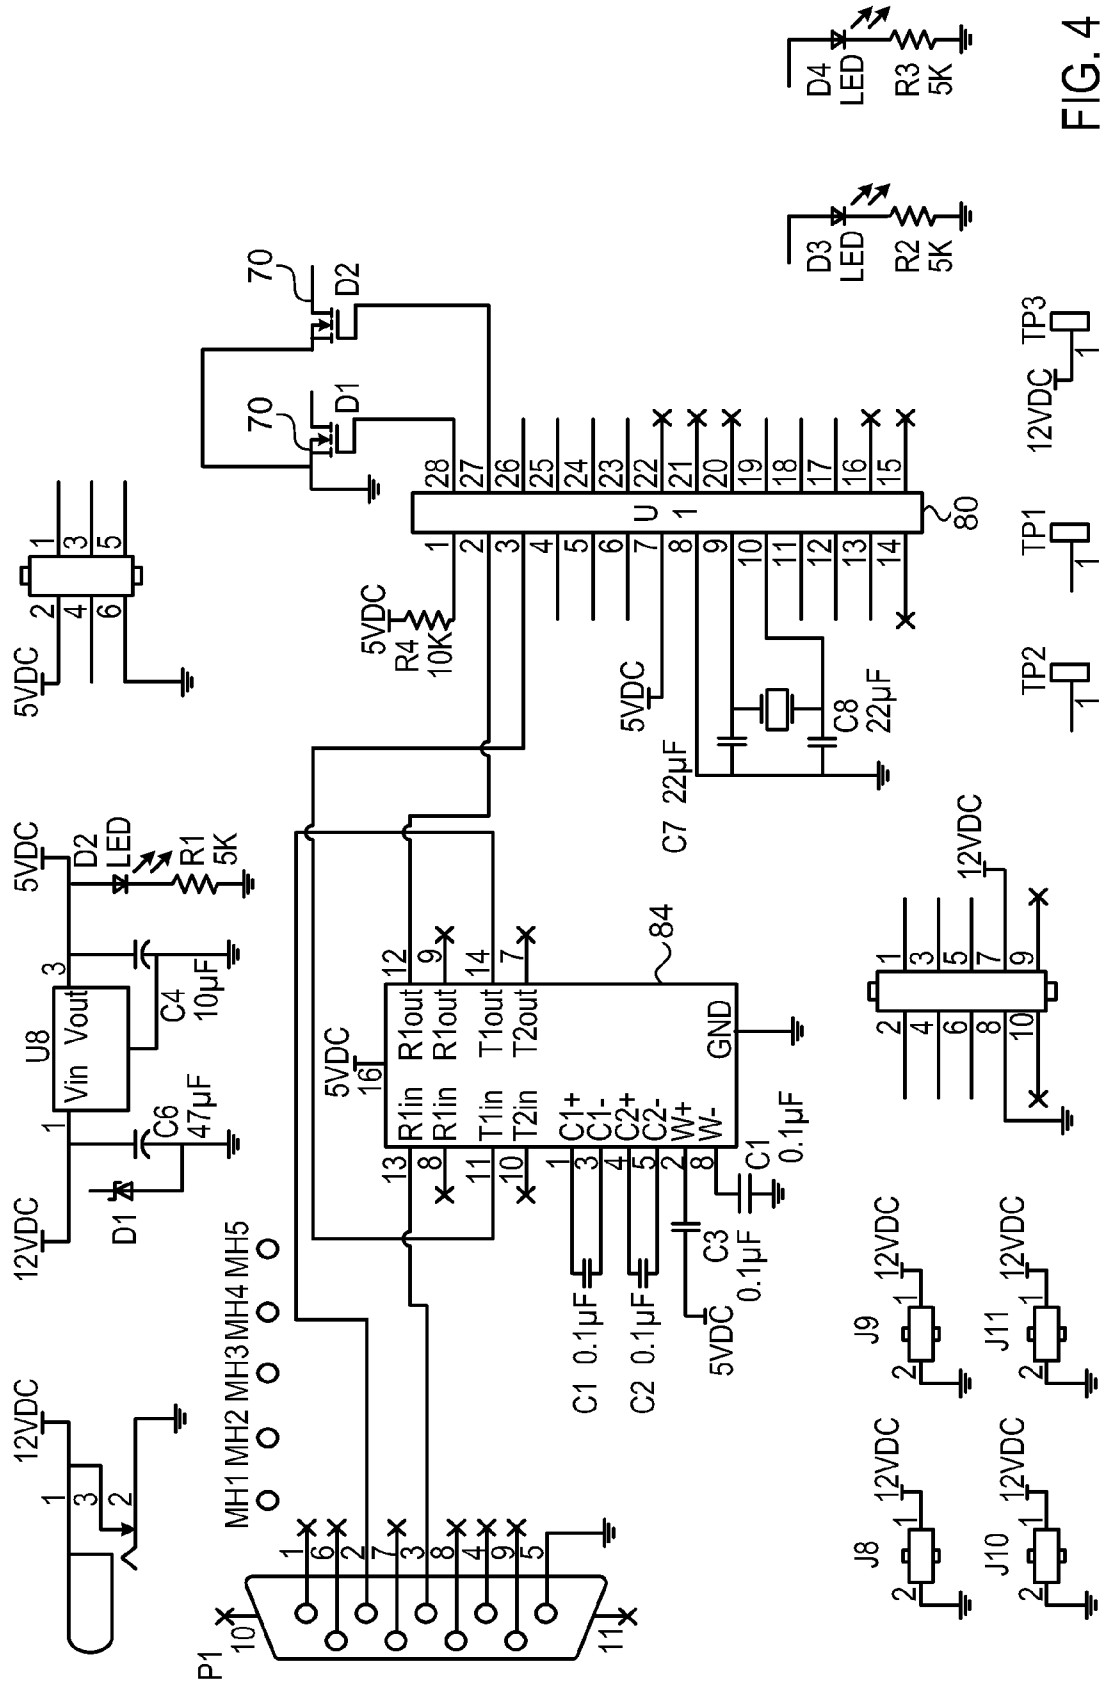 FIG. 4
P1
10
11
1
6
2
7
3
8
4
9
5
12VDC
1
3
2
MH1 MH2 MH3 MH4 MH5
12VDC
5VDC
U8
Vin Vout
1
3
D1
C6
47µF
C4
10µF
D2
LED
R1
5K
5VDC
2
4
6
1
3
5
5VDC
16
R1in R1out
R1in R1out
T1in T1out
T2in T2out
C1+
C1-
C2+
C2-
W+
W-
GND
13
8
11
10
1
3
4
5
2
8
12
9
14
7
84
C1 0.1µF
C2 0.1µF
5VDC
C3
0.1µF
C1
0.1µF
5VDC
R4
10K
5VDC
C7 22µF
C8
22µF
U
1
80
1
2
3
4
5
6
7
8
9
10
11
12
13
14
28
27
26
25
24
23
22
21
20
19
18
17
16
15
70
D1
70
D2
D3
LED
R2
5K
D4
LED
R3
5K
J8
12VDC
2
1
J9
12VDC
2
1
J10
12VDC
2
1
J11
12VDC
2
1
2
4
6
8
10
1
3
5
7
9
12VDC
TP2
1
TP1
1
12VDC
TP3
1